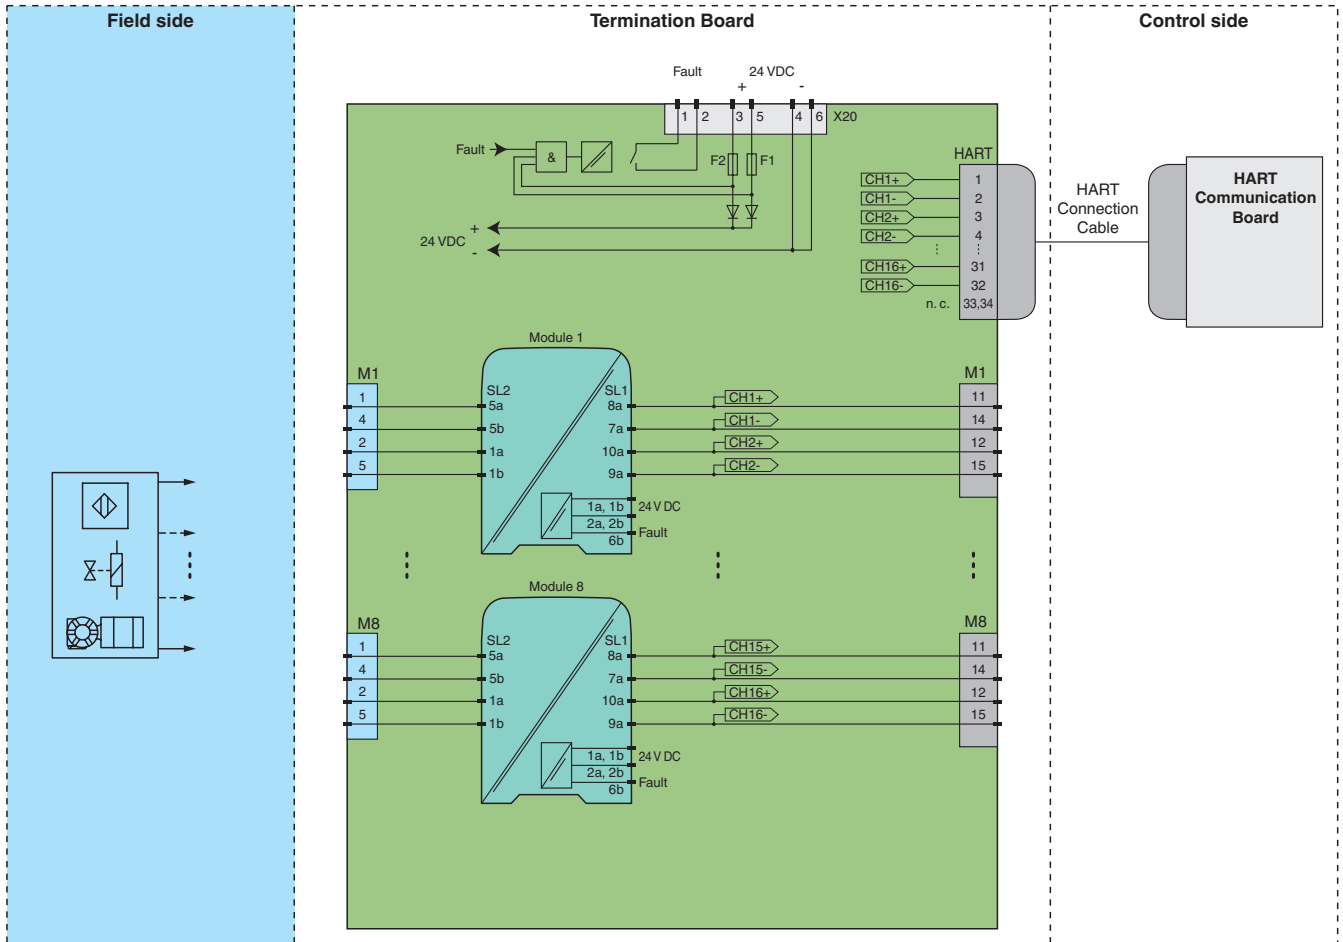 Field side
Termination Board
Control side
Fault 24 VDC
+ -
1 2 3 5 4 6 X20
Fault & F2 F1
+
24 VDC
-
HART
CH1+ 1
CH1- 2
CH2+ 3
CH2- 4
CH16+ 31
CH16- 32
n. c. 33,34
HART
Connection
Cable
HART
Communication
Board
Module 1
M1 M1
SL2 SL1
1 5a 8a CH1+ 11
4 5b 7a CH1- 14
2 1a 10a CH2+ 12
5 1b 9a CH2- 15
1a, 1b 24 V DC
2a, 2b
Fault
6b
Module 8
M8 M8
SL2 SL1
1 5a 8a CH15+ 11
4 5b 7a CH15- 14
2 1a 10a CH16+ 12
5 1b 9a CH16- 15
1a, 1b 24 V DC
2a, 2b
Fault
6b